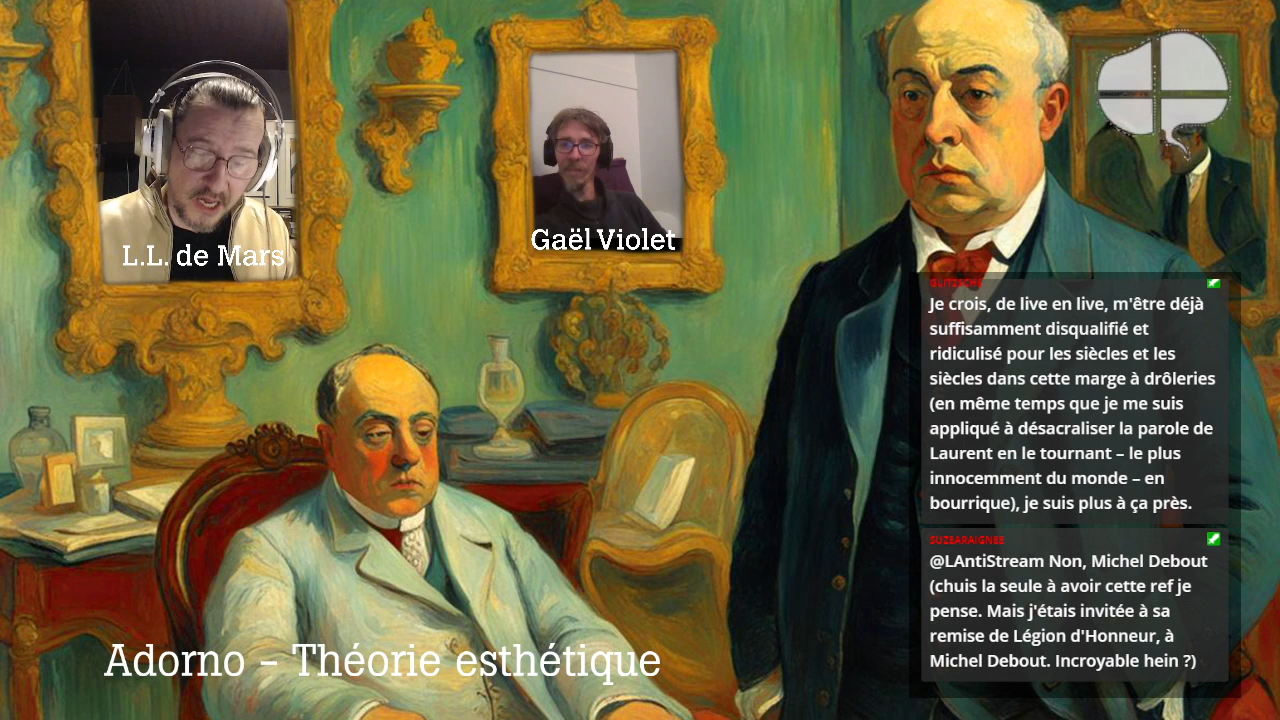 L.L. de Mars
Gaël Violet
GLITZSCHE
Je crois, de live en live, m'être déjà
suffisamment disqualifié et
ridiculisé pour les siècles et les
siècles dans cette marge à drôleries
(en même temps que je me suis
appliqué à désacraliser la parole de
Laurent en le tournant – le plus
innocemment du monde – en
bourrique), je suis plus à ça près.
SUZEARAIGNEE
@LAntiStream Non, Michel Debout
(chuis la seule à avoir cette ref je
pense. Mais j'étais invitée à sa
remise de Légion d'Honneur, à
Michel Debout. Incroyable hein ?)
Adorno – Théorie esthétique